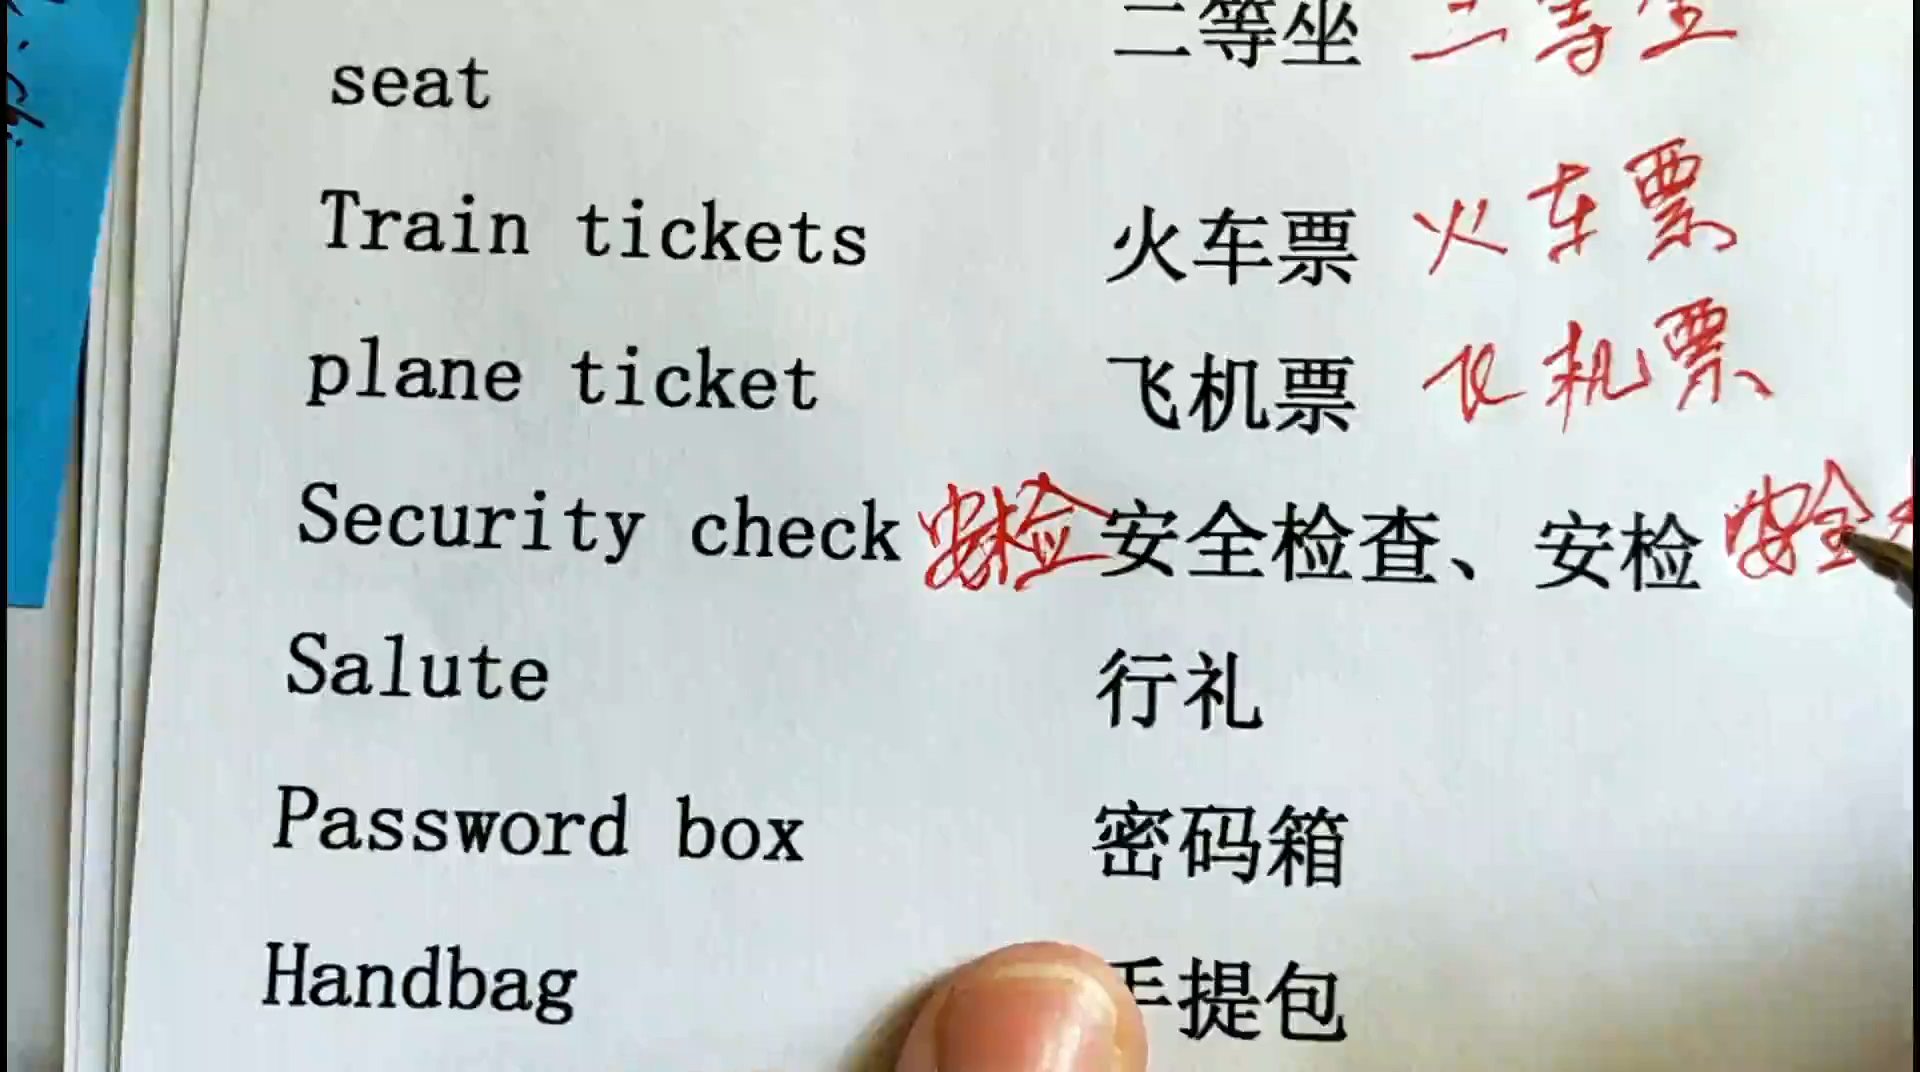 二等坐 二等坐
seat
Train tickets 火车票 火车票
plane ticket 飞机票 飞机票
Security check 安检 安全检查、安检 安全
Salute 行礼
Password box 密码箱
Handbag 手提包